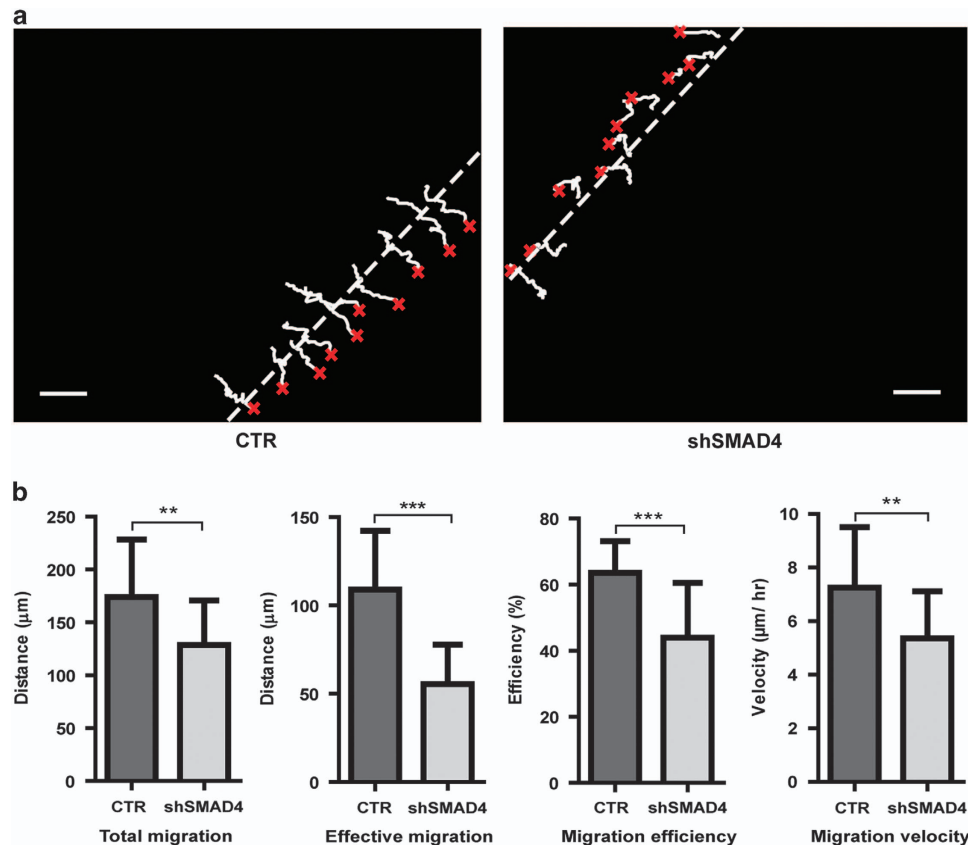 a
CTR
shSMAD4
b
250
200
150
100
50
0
Distance (μm)
**
CTR
shSMAD4
Total migration
150
100
50
0
Distance (μm)
***
CTR
shSMAD4
Effective migration
80
60
40
20
0
Efficiency (%)
***
CTR
shSMAD4
Migration efficiency
10
8
6
4
2
0
Velocity (μm/ hr)
**
CTR
shSMAD4
Migration velocity